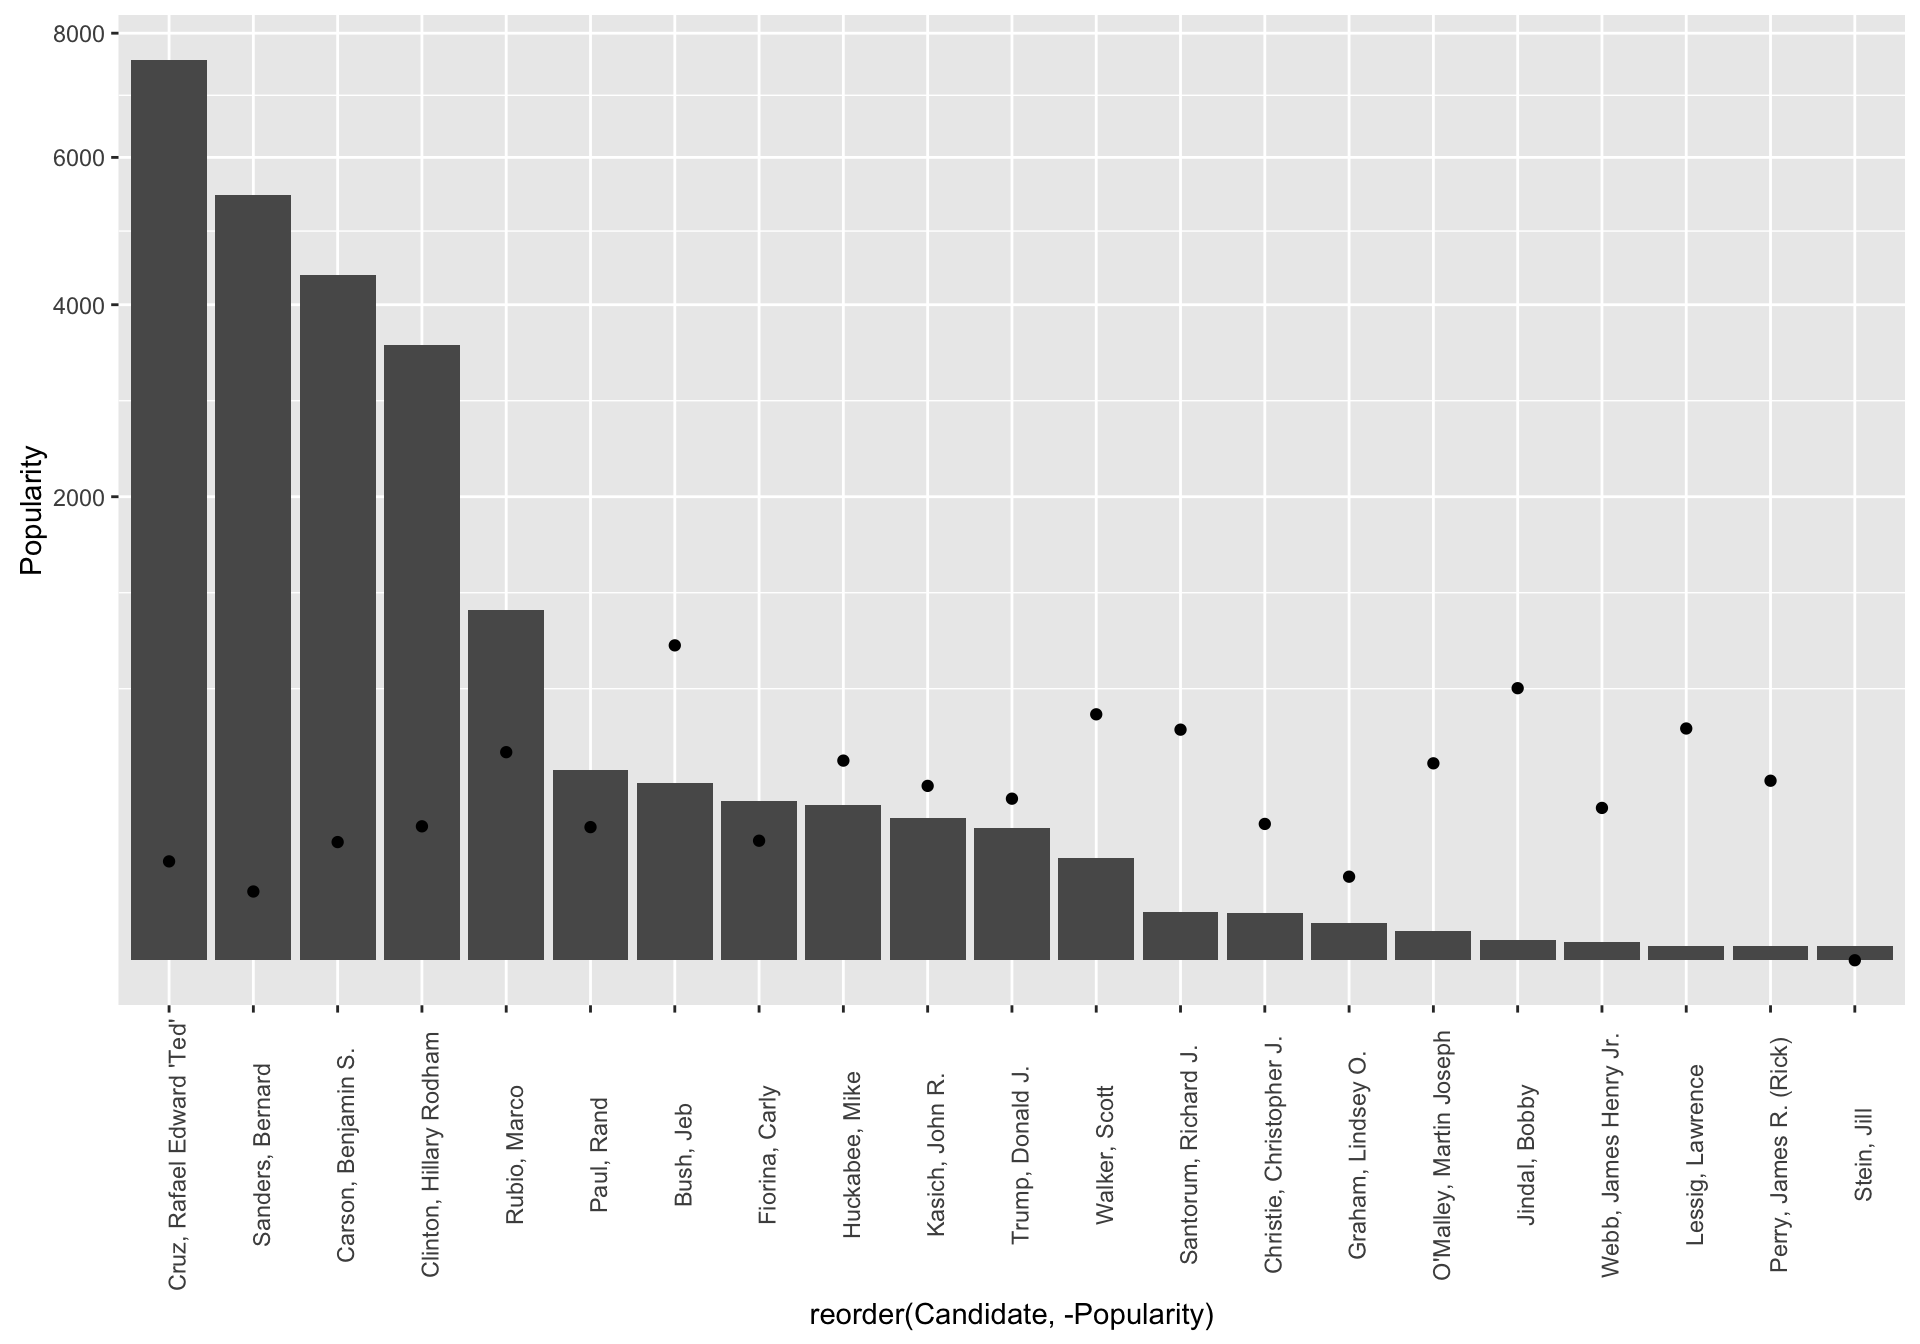 8000
6000
4000
2000
Popularity
Cruz, Rafael Edward 'Ted'
Sanders, Bernard
Carson, Benjamin S.
Clinton, Hillary Rodham
Rubio, Marco
Paul, Rand
Bush, Jeb
Fiorina, Carly
Huckabee, Mike
Kasich, John R.
Trump, Donald J.
Walker, Scott
Santorum, Richard J.
Christie, Christopher J.
Graham, Lindsey O.
O'Malley, Martin Joseph
Jindal, Bobby
Webb, James Henry Jr.
Lessig, Lawrence
Perry, James R. (Rick)
Stein, Jill
reorder(Candidate, -Popularity)